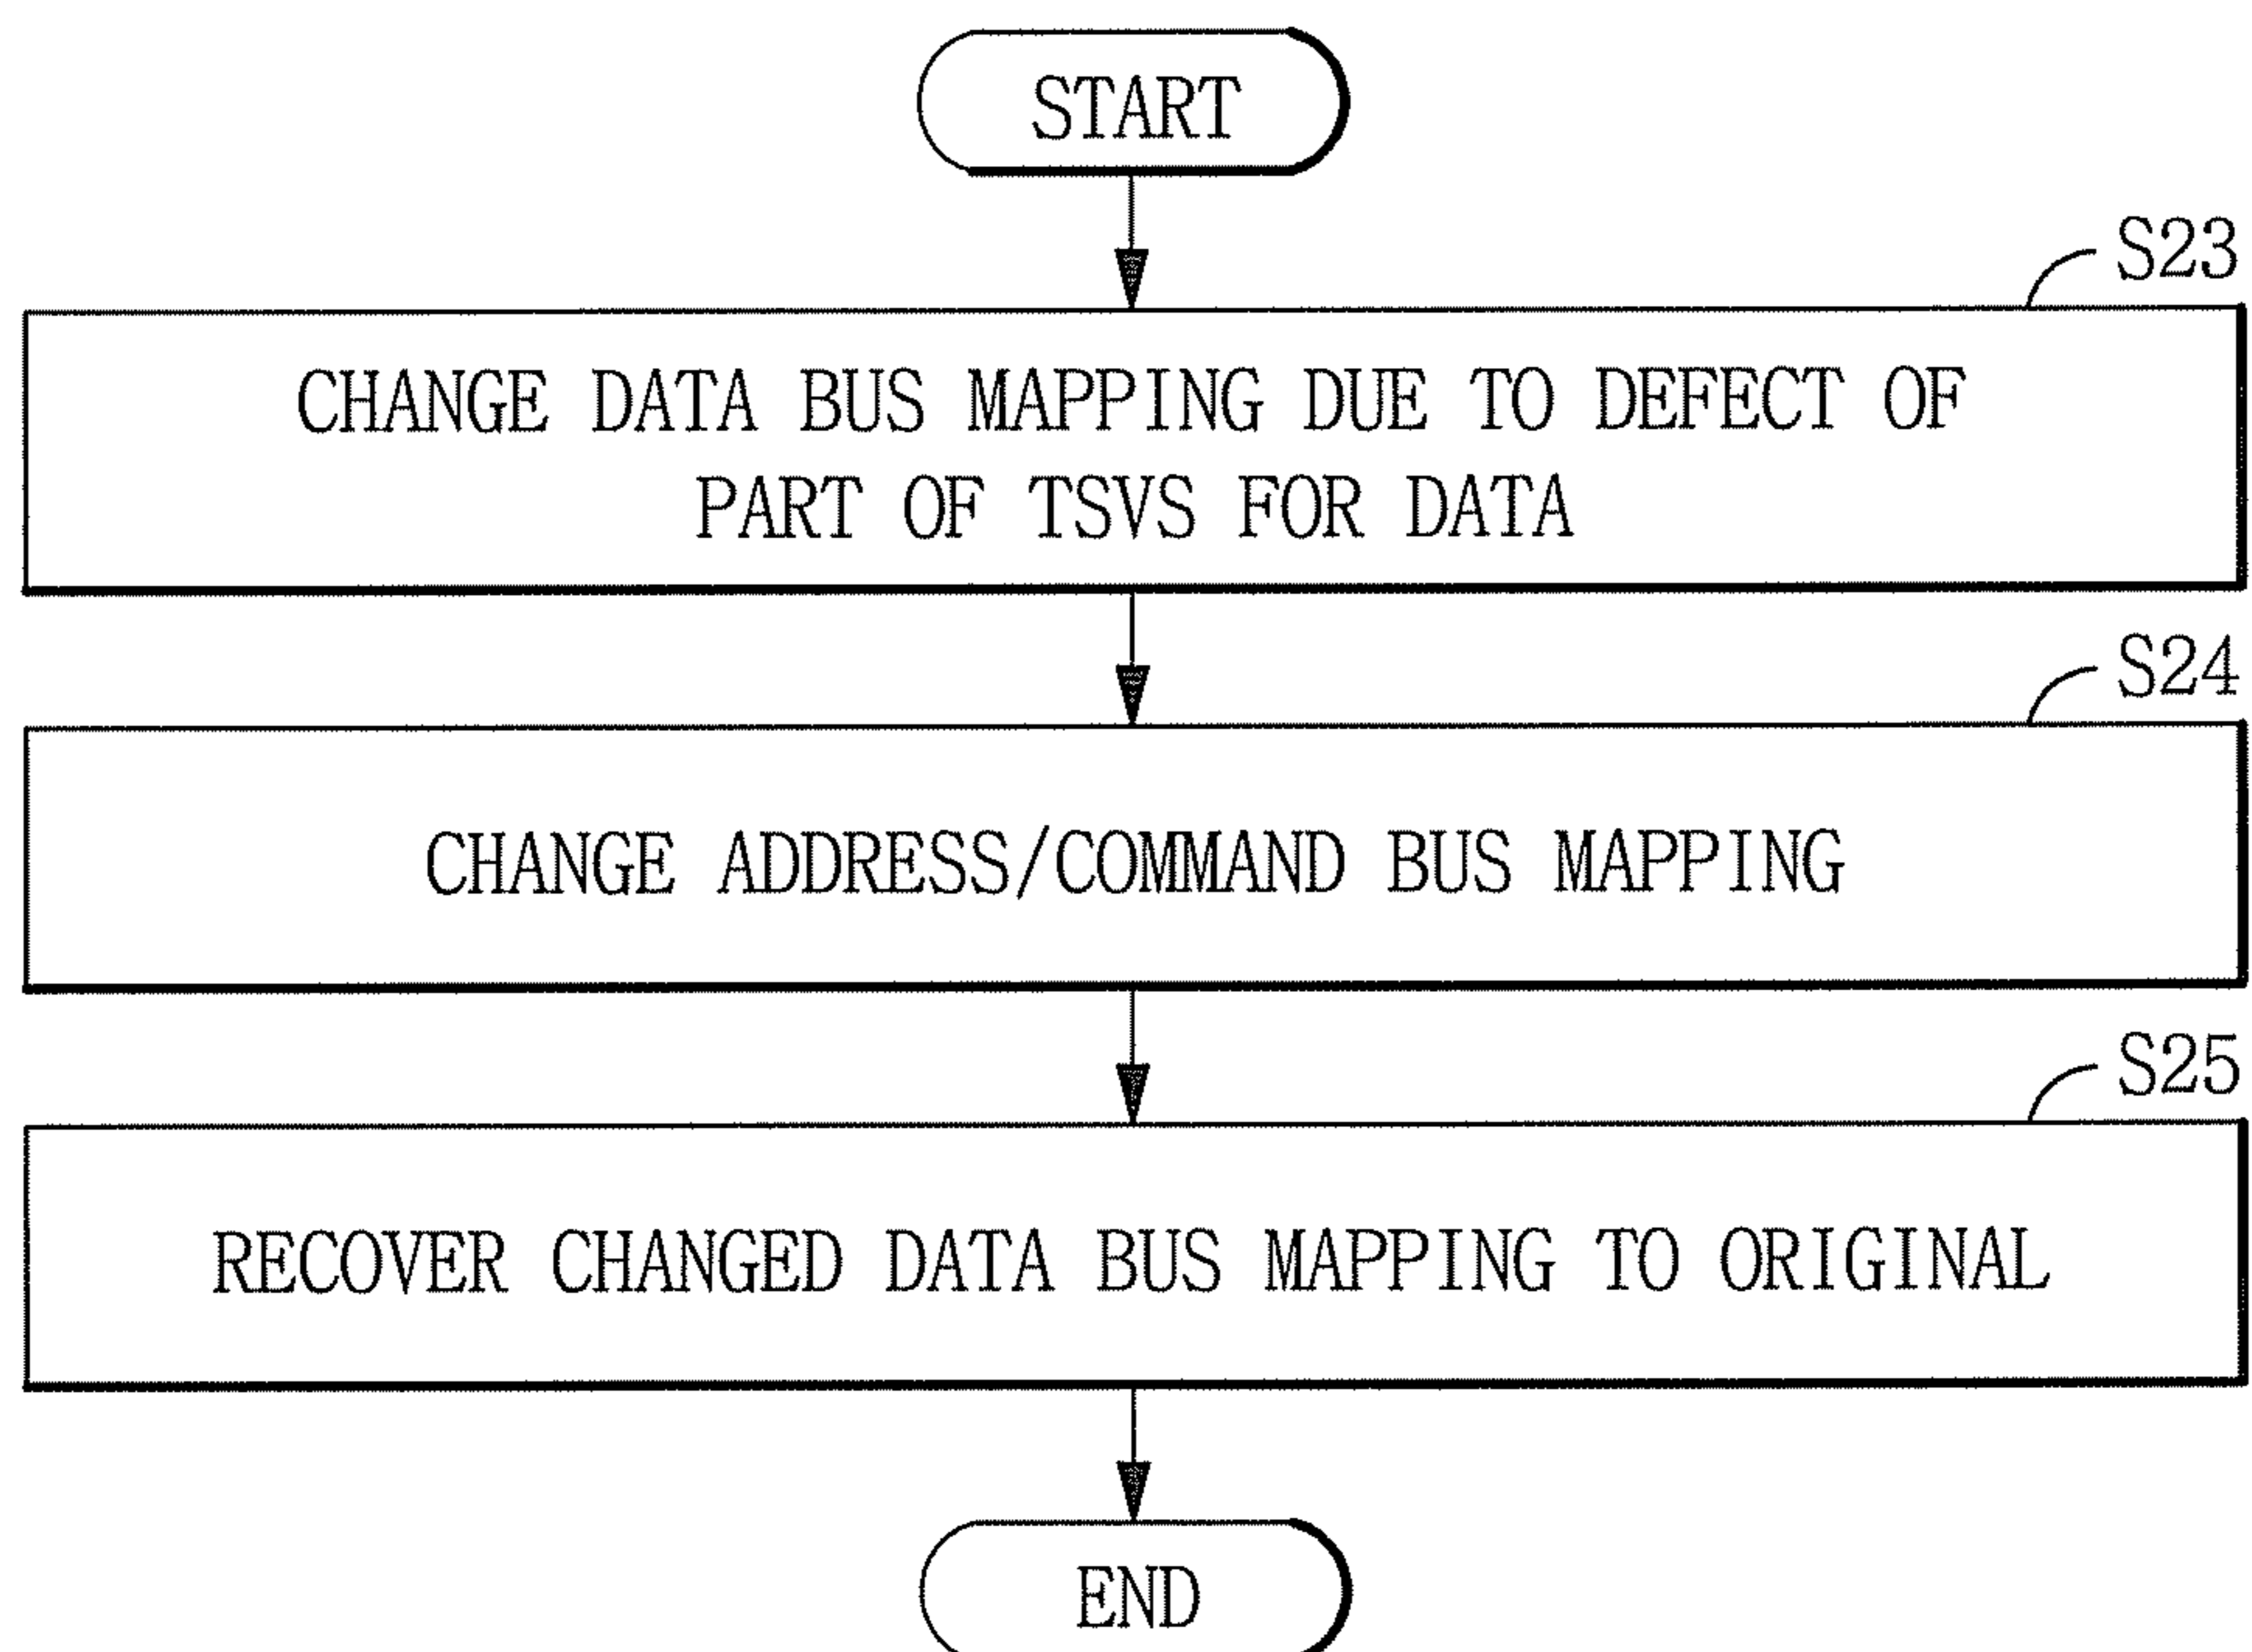 START
S23
CHANGE DATA BUS MAPPING DUE TO DEFECT OF
PART OF TSVS FOR DATA
S24
CHANGE ADDRESS/COMMAND BUS MAPPING
S25
RECOVER CHANGED DATA BUS MAPPING TO ORIGINAL
END